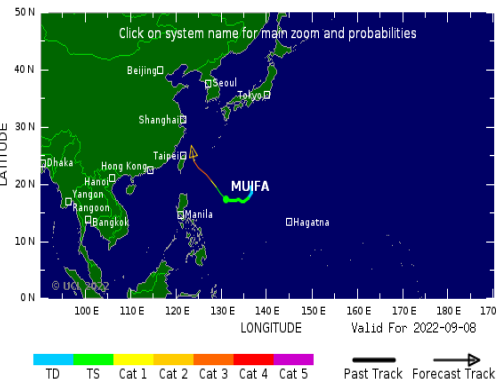 50 N
Click on system name for main zoom and probabilities
Beijing
Seoul
40 N
Tokyo
Shanghai
30 N
LATITUDE
Taipei
Dhaka
Hong Kong
Hanoi
MUIFA
20 N
Yangon
Rangoon
Manila
Bangkok
Hagatna
10 N
© UCL 2022
0 N
100 E 110 E 120 E 130 E 140 E 150 E 160 E 170 E 180
LONGITUDE
Valid For 2022-09-08
TD TS Cat 1 Cat 2 Cat 3 Cat 4 Cat 5 Past Track Forecast Track